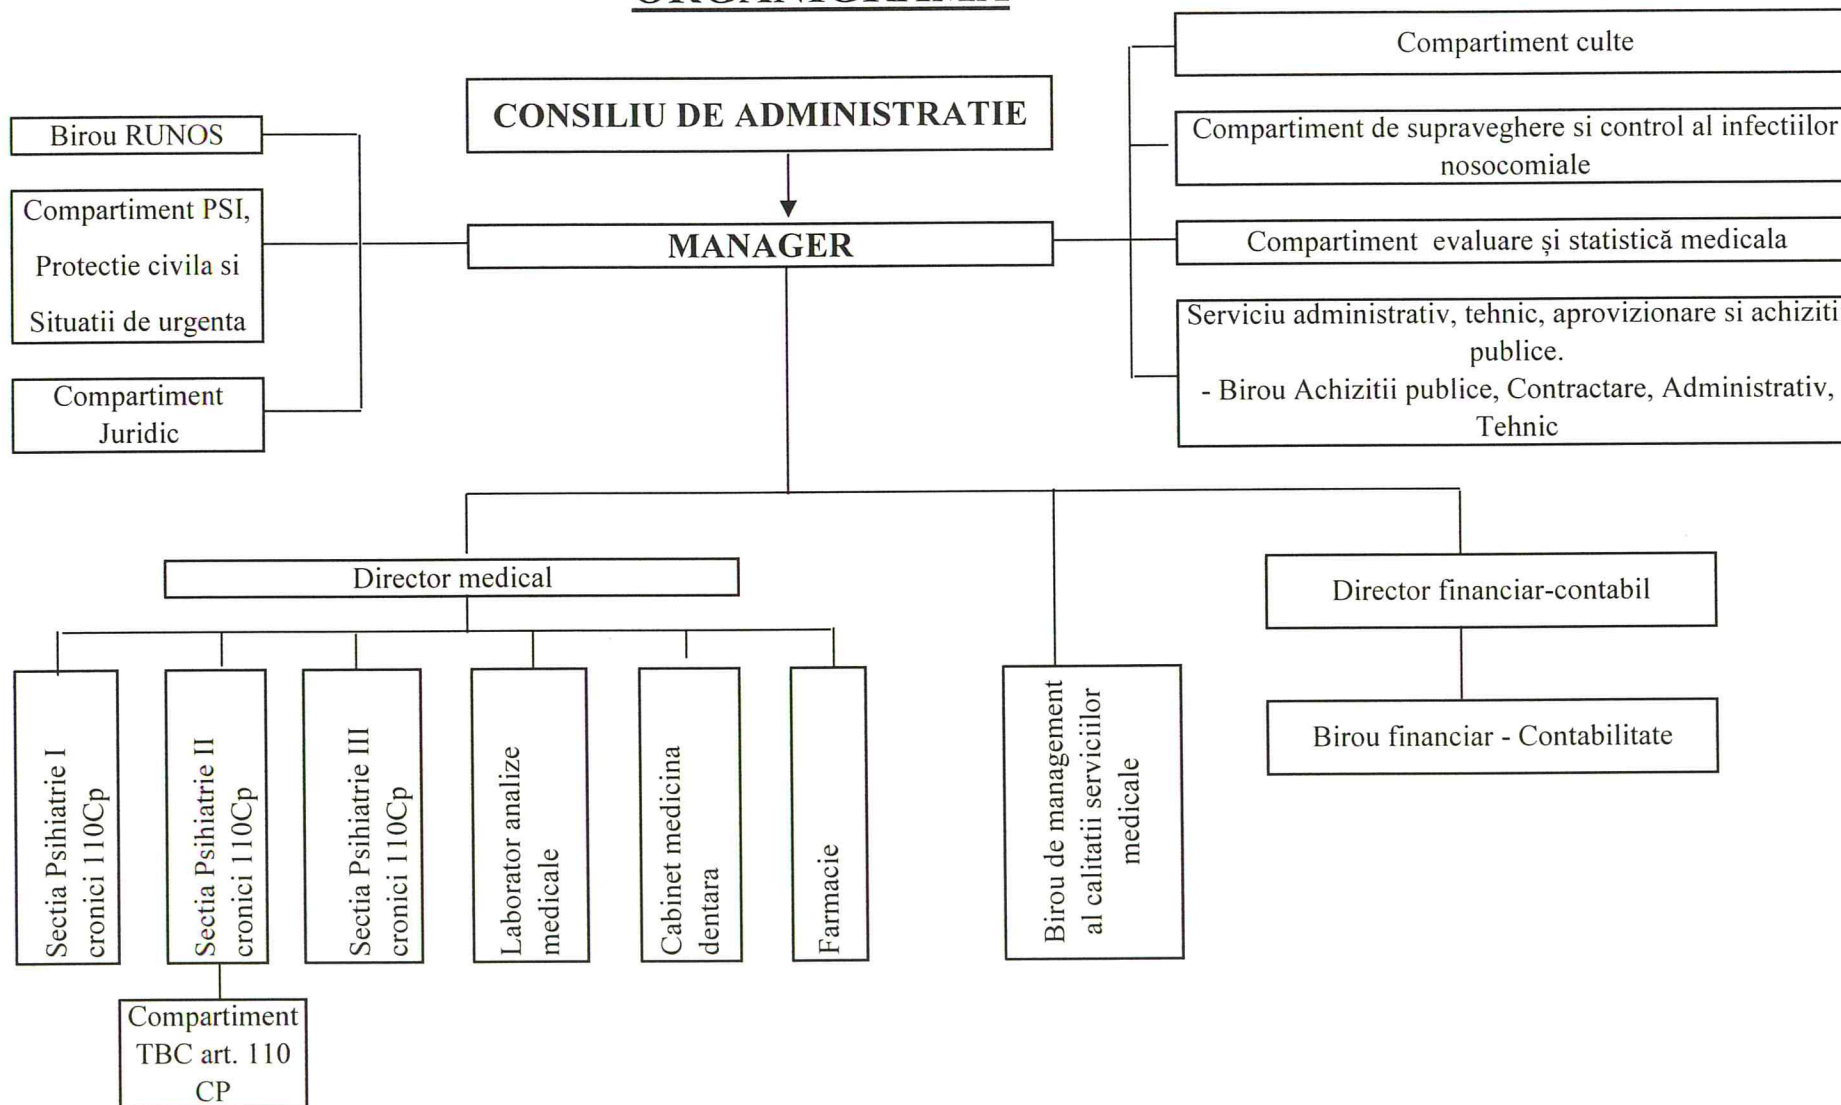 ORGANIGRAMA
CONSILIU DE ADMINISTRATIE
MANAGER
Birou RUNOS
Compartiment PSI,
Protectie civila si
Situatii de urgenta
Compartiment
Juridic
Compartiment culte
Compartiment de supraveghere si control al infectiilor
nosocomiale
Compartiment evaluare și statistică medicala
Serviciu administrativ, tehnic, aprovizionare si achizitii
publice.
- Birou Achizitii publice, Contractare, Administrativ,
Tehnic
Director medical
Director financiar-contabil
Birou financiar - Contabilitate
Sectia Psihiatrie I
cronici 110Cp
Sectia Psihiatrie II
cronici 110Cp
Sectia Psihiatrie III
cronici 110Cp
Laborator analize
medicale
Cabinet medicina
dentara
Farmacie
Birou de management
al calitatii serviciilor
medicale
Compartiment
TBC art. 110
CP